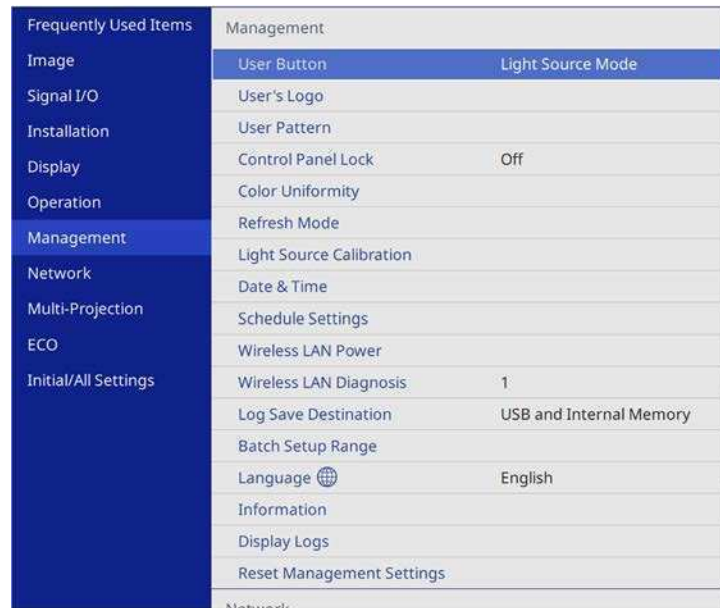 Frequently Used Items
Image
Signal I/O
Installation
Display
Operation
Management
Network
Multi-Projection
ECO
Initial/All Settings
Management
User Button Light Source Mode
User's Logo
User Pattern
Control Panel Lock Off
Color Uniformity
Refresh Mode
Light Source Calibration
Date & Time
Schedule Settings
Wireless LAN Power
Wireless LAN Diagnosis 1
Log Save Destination USB and Internal Memory
Batch Setup Range
Language English
Information
Display Logs
Reset Management Settings
Network